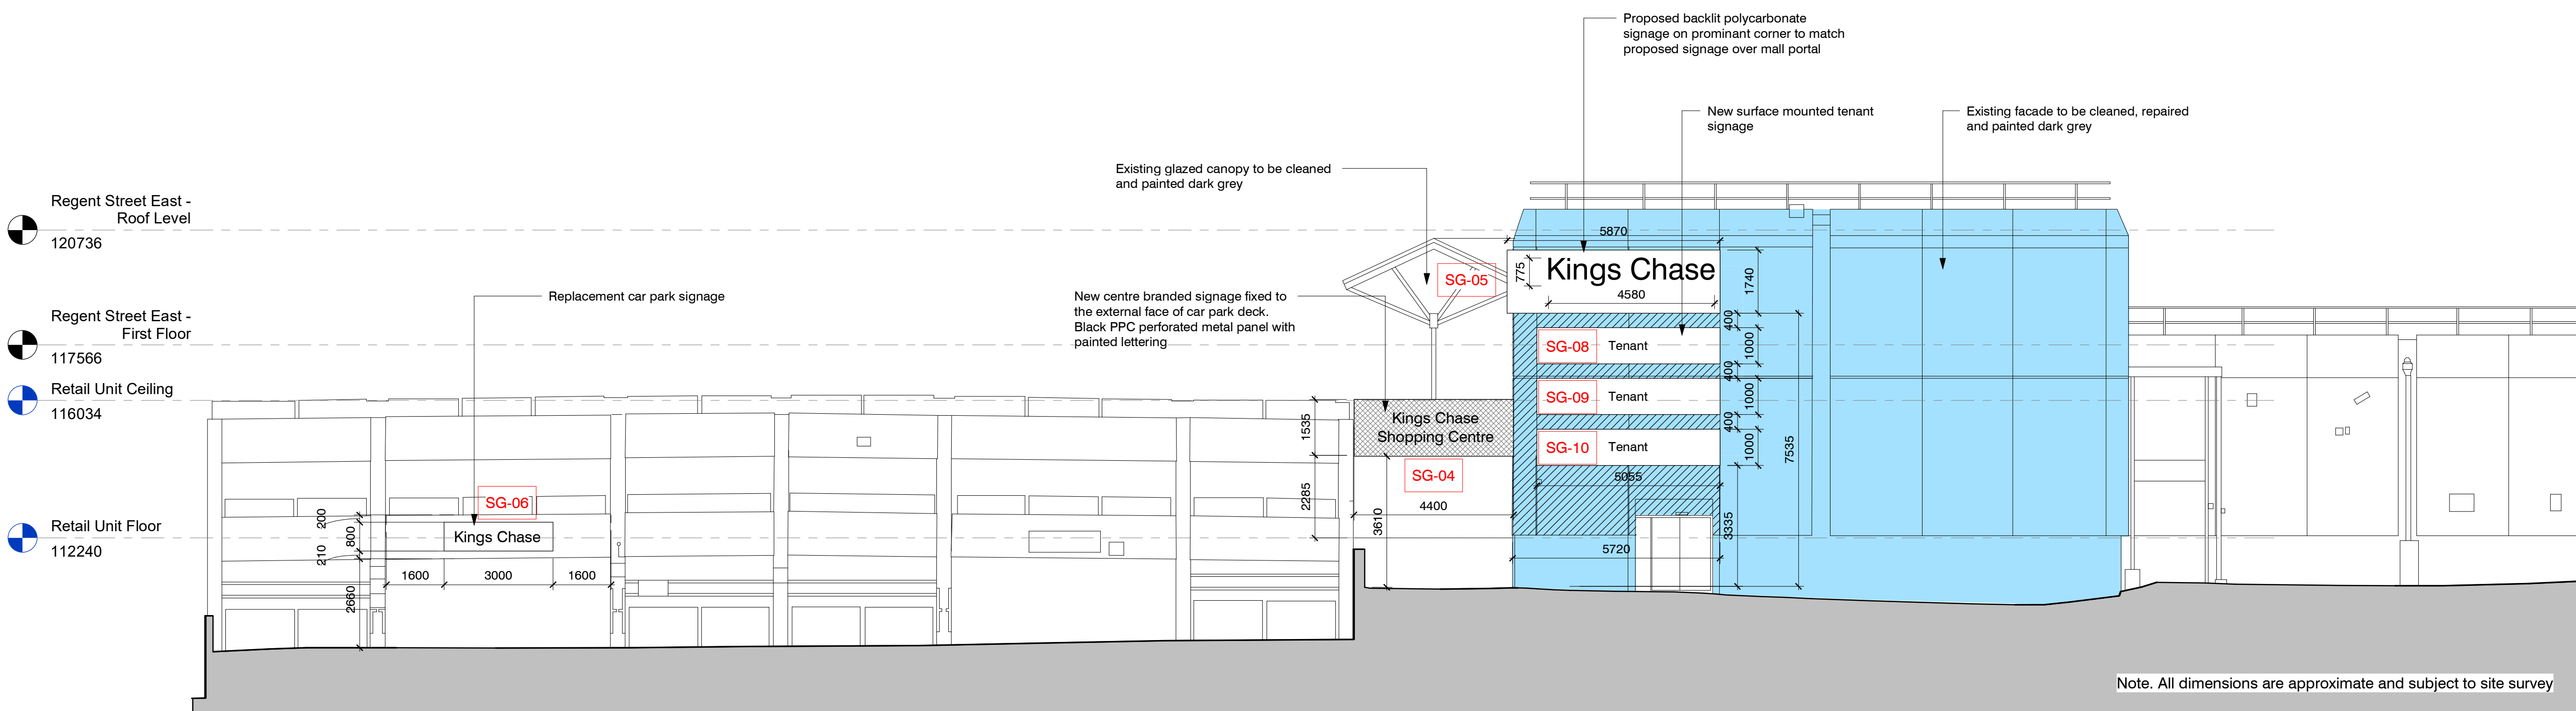 Proposed backlit polycarbonate
signage on prominant corner to match
proposed signage over mall portal
New surface mounted tenant
signage
Existing facade to be cleaned, repaired
and painted dark grey
Existing glazed canopy to be cleaned
and painted dark grey
Regent Street East -
Roof Level
120736
5870
SG-05
775
Kings Chase
4580
1740
Replacement car park signage
New centre branded signage fixed to
the external face of car park deck.
Black PPC perforated metal panel with
painted lettering
Regent Street East -
First Floor
117566
400
SG-08
Tenant
1000
400
Retail Unit Ceiling
116034
SG-09
Tenant
1000
400
Kings Chase
Shopping Centre
1535
SG-10
Tenant
1000
7535
SG-04
5055
2285
4400
3610
3335
SG-06
200
800
210
Kings Chase
Retail Unit Floor
112240
5720
1600
3000
1600
2660
Note. All dimensions are approximate and subject to site survey